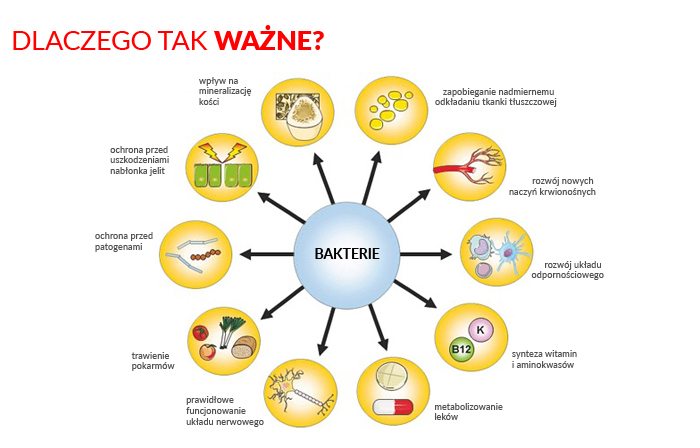 DLACZEGO TAK WAŻNE?
wpływ na
mineralizację
kości
zapobieganie nadmiernemu
odkładaniu tkanki tłuszczowej
ochrona przed
uszkodzeniami
nabłonka jelit
rozwój nowych
naczyń krwionośnych
ochrona przed
patogenami
BAKTERIE
rozwój układu
odpornościowego
trawienie
pokarmów
K
B12
synteza witamin
i aminokwasów
prawidłowe
funcjonowanie
układu nerwowego
metabolizowanie
leków